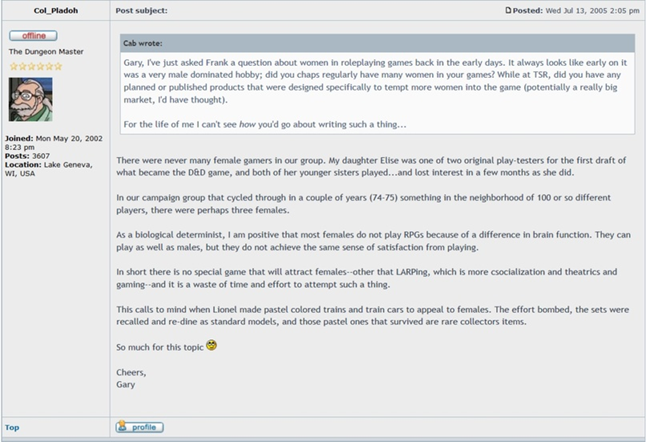 Col_Pladoh
Post subject:
Posted: Wed Jul 13, 2005 2:05 pm
offline
The Dungeon Master
Joined: Mon May 20, 2002
8:23 pm
Posts: 3607
Location: Lake Geneva,
WI, USA
Cab wrote:
Gary, I've just asked Frank a question about women in roleplaying games back in the early days. It always looks like early on it
was a very male dominated hobby; did you chaps regularly have many women in your games? While at TSR, did you have any
planned or published products that were designed specifically to tempt more women into the game (potentially a really big
market, I'd have thought).
For the life of me I can't see how you'd go about writing such a thing...
There were never many female gamers in our group. My daughter Elise was one of two original play-testers for the first draft of
what became the D&D game, and both of her younger sisters played...and lost interest in a few months as she did.
In our campaign group that cycled through in a couple of years (74-75) something in the neighborhood of 100 or so different
players, there were perhaps three females.
As a biological determinist, I am positive that most females do not play RPGs because of a difference in brain function. They can
play as well as males, but they do not achieve the same sense of satisfaction from playing.
In short there is no special game that will attract females--other that LARPing, which is more csocialization and theatrics and
gaming--and it is a waste of time and effort to attempt such a thing.
This calls to mind when Lionel made pastel colored trains and train cars to appeal to females. The effort bombed, the sets were
recalled and re-dine as standard models, and those pastel ones that survived are rare collectors items.
So much for this topic
Cheers,
Gary
Top
profile